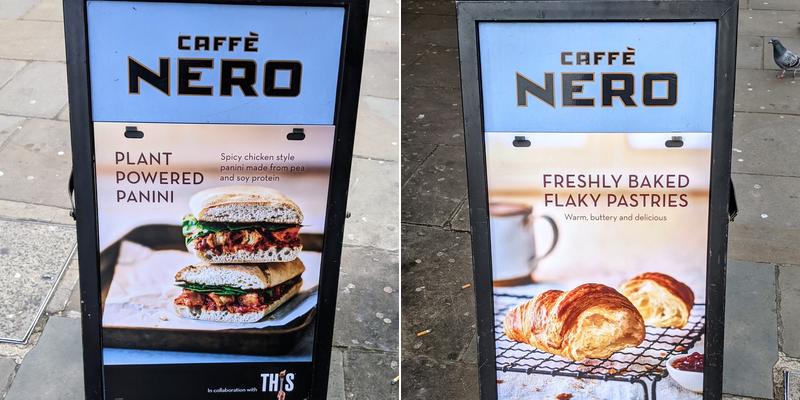 CAFFÈ
NERO
PLANT
POWERED
PANINI
Spicy chicken style
panini made from pea
and soy protein
In collaboration with THIS
CAFFÈ
NERO
FRESHLY BAKED
FLAKY PASTRIES
Warm, buttery and delicious